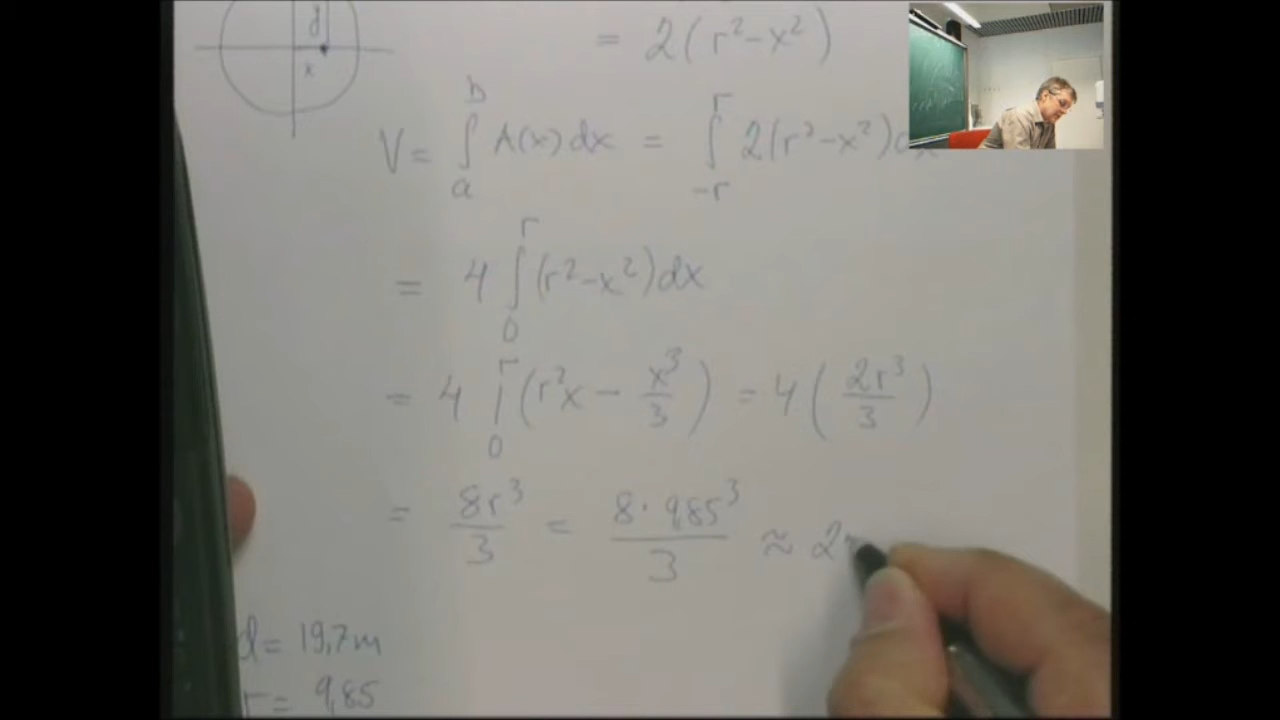 y
x
= 2(r² − x²)
V = ∫ₐᵇ A(x)dx = ∫₋ᵣʳ 2(r² − x²)dx
= 4 ∫₀ʳ (r² − x²)dx
= 4 |₀ʳ (r²x − x³/3) = 4(2r³/3)
= 8r³/3 = 8·9,85³/3 ≈ 2
d = 19,7m
r = 9,85